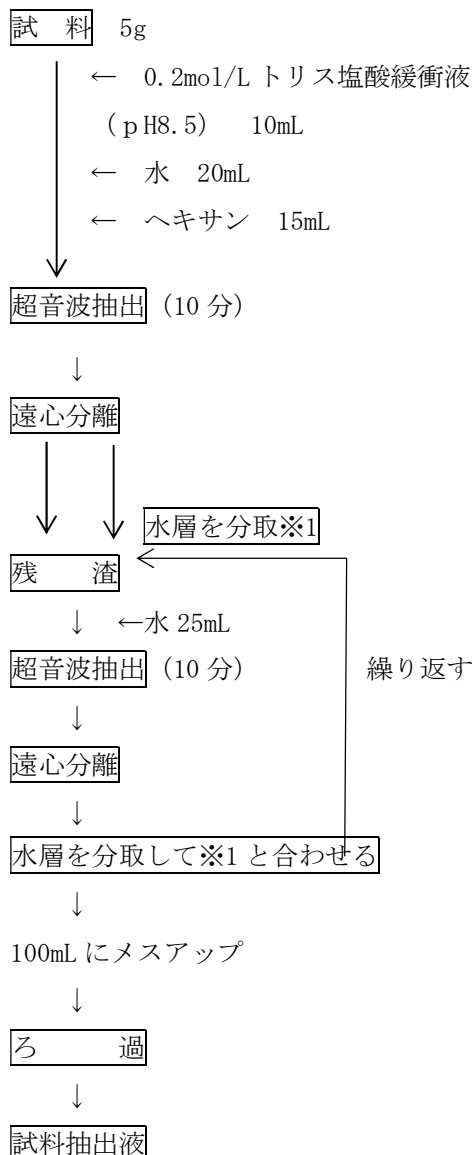 試　料　5g
← 0.2mol/L トリス塩酸緩衝液
(ｐH8.5)　10mL
← 水　20mL
← ヘキサン　15mL
超音波抽出 (10 分)
↓
遠心分離
水層を分取※1
残　　渣
↓ ←水 25mL
超音波抽出 (10 分)
繰り返す
↓
遠心分離
↓
水層を分取して※1 と合わせる
↓
100mL にメスアップ
↓
ろ　　過
↓
試料抽出液